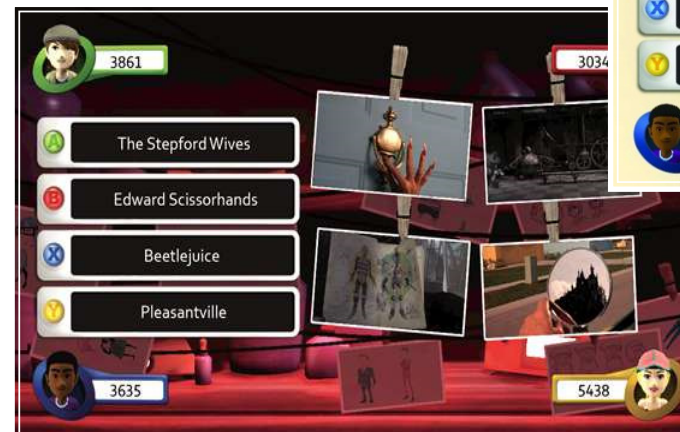 3861
3034
A The Stepford Wives
B Edward Scissorhands
X Beetlejuice
Y Pleasantville
3635
5438
X
Y